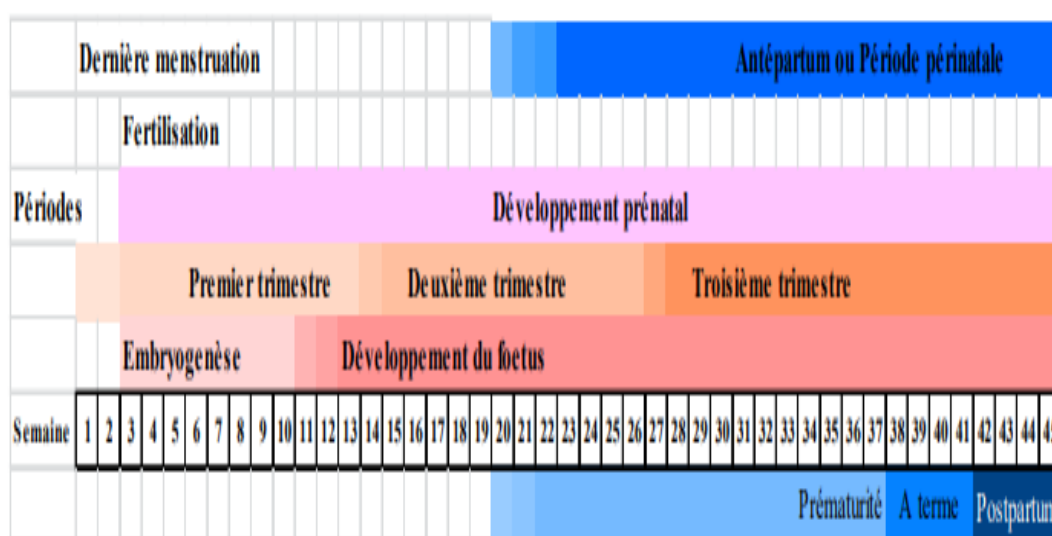 Dernière menstruation Antépartum ou Période périnatale
Fertilisation
Périodes Développement prénatal
Premier trimestre Deuxième trimestre Troisième trimestre
Embryogenèse Développement du foetus
Semaine 1 2 3 4 5 6 7 8 9 10 11 12 13 14 15 16 17 18 19 20 21 22 23 24 25 26 27 28 29 30 31 32 33 34 35 36 37 38 39 40 41 42 43 44
Prématurité A terme Postpartum